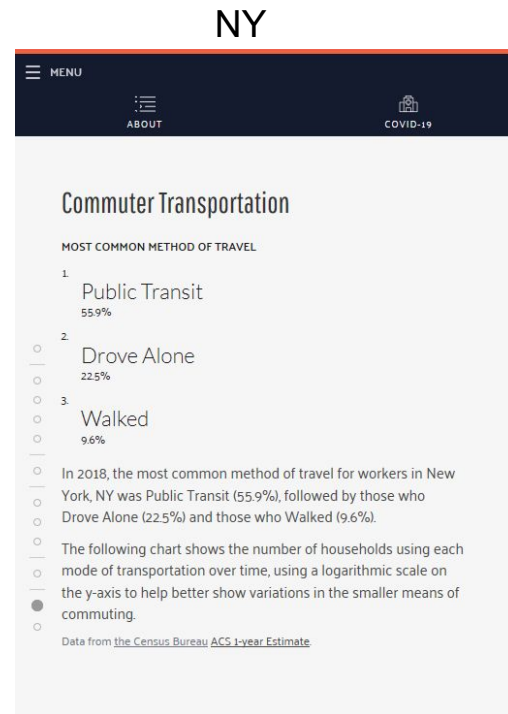 NY
MENU
ABOUT
COVID-19
Commuter Transportation
MOST COMMON METHOD OF TRAVEL
1.
Public Transit
55.9%
2.
Drove Alone
22.5%
3.
Walked
9.6%
In 2018, the most common method of travel for workers in New
York, NY was Public Transit (55.9%), followed by those who
Drove Alone (22.5%) and those who Walked (9.6%).
The following chart shows the number of households using each
mode of transportation over time, using a logarithmic scale on
the y-axis to help better show variations in the smaller means of
commuting.
Data from the Census Bureau ACS 1-year Estimate.